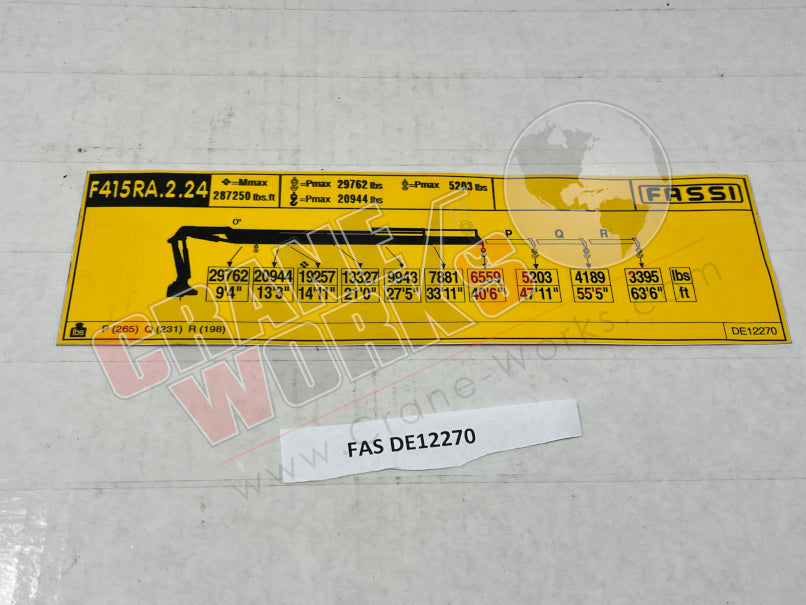 F415RA.2.24
=Mmax
287250 lbs.ft
=Pmax 29762 lbs
=Pmax 20944 lbs
=Pmax 5203 lbs
FASSI
0°
P Q R
29762 20944 19257 13327 9943 7881 6559 5203 4189 3395 lbs
9'4" 13'3" 14'11" 21'0" 27'5" 33'11" 40'6" 47'11" 55'5" 63'6" ft
lbs P (265) Q (231) R (198)
DE12270
CRANE WORKS
www.Crane-Works.com
FAS DE12270